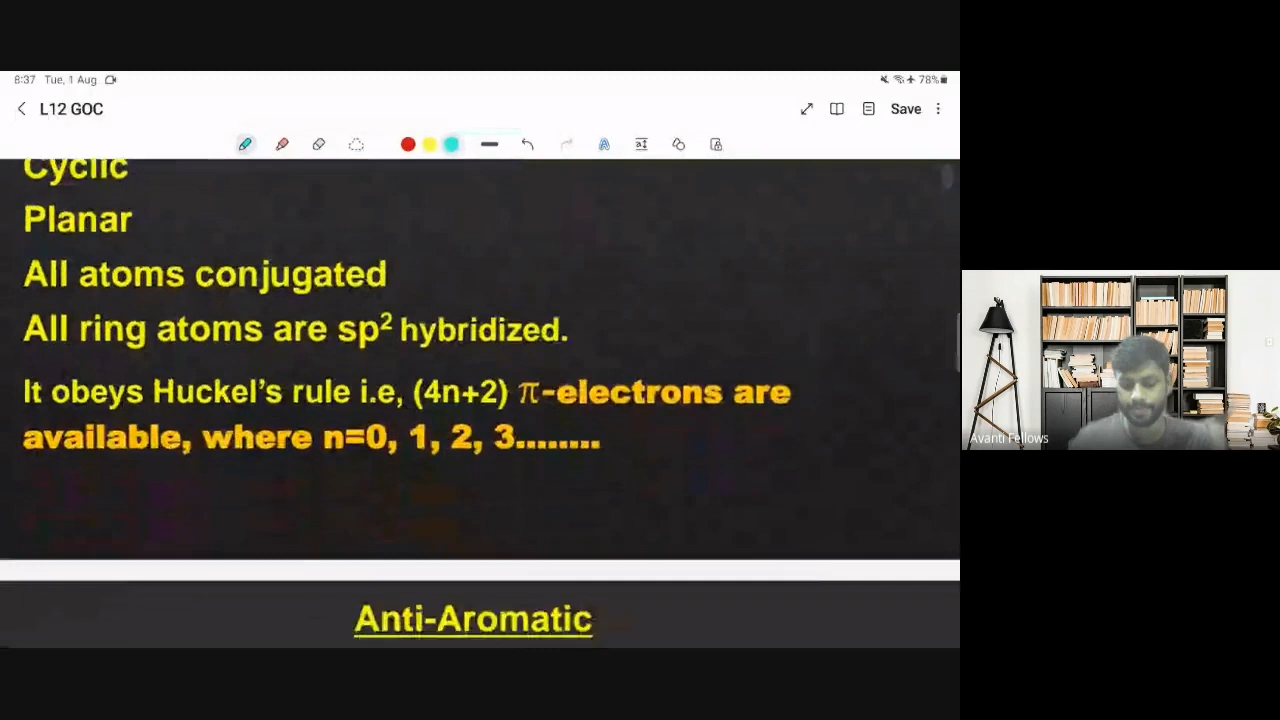 8:37 Tue, 1 Aug
78%
L12 GOC
Save
Cyclic
Planar
All atoms conjugated
All ring atoms are sp² hybridized.
It obeys Huckel's rule i.e, (4n+2) π-electrons are
available, where n=0, 1, 2, 3........
Anti-Aromatic
Avanti Fellows